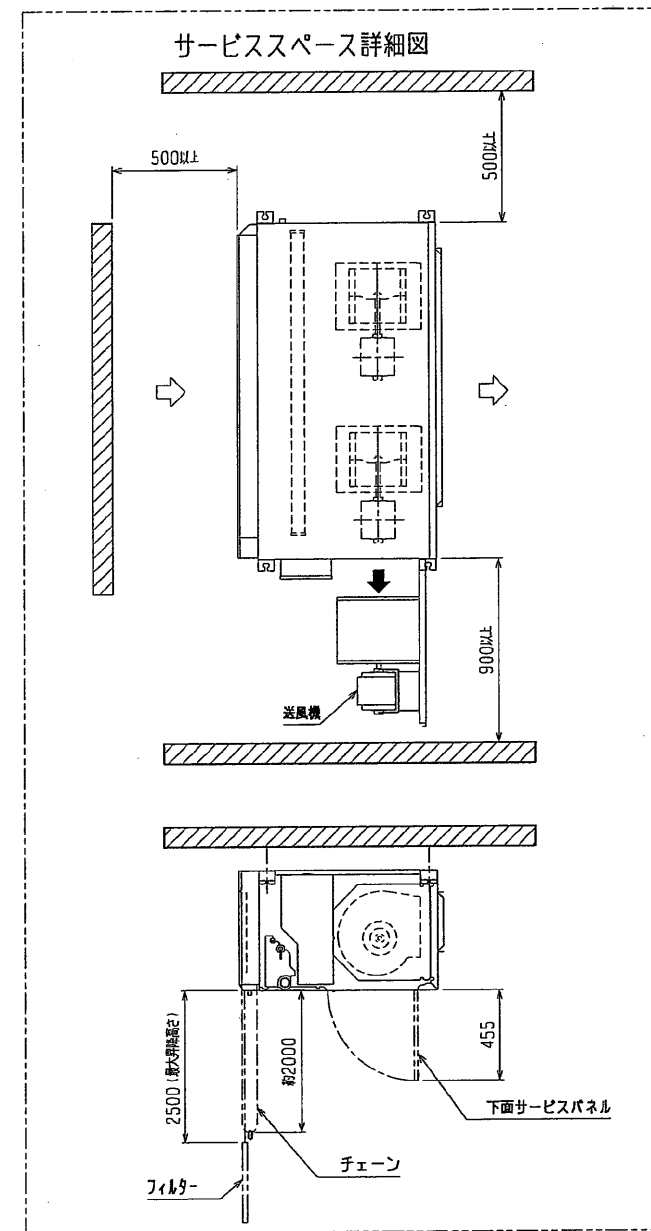 サービススペース詳細図
500以上
500以上
900以上
送風機
2500(最大昇降高さ)
約2000
455
下面サービスパネル
チェーン
フィルター